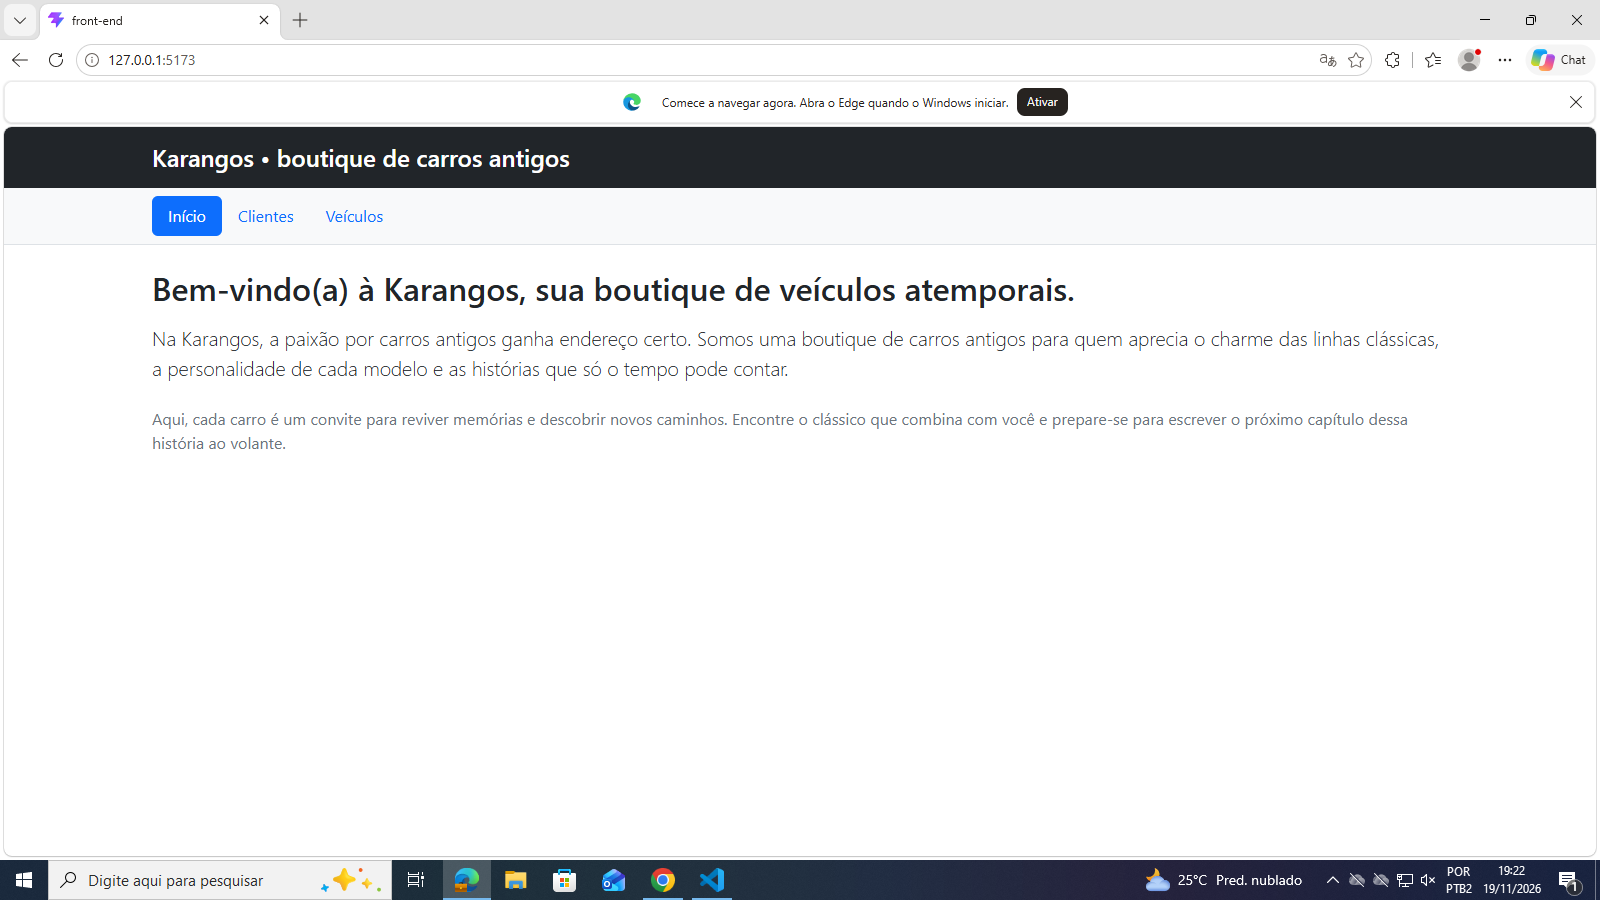 front-end
127.0.0.1:5173
Chat
Comece a navegar agora. Abra o Edge quando o Windows iniciar. Ativar
Karangos • boutique de carros antigos
Início Clientes Veículos
Bem-vindo(a) à Karangos, sua boutique de veículos atemporais.
Na Karangos, a paixão por carros antigos ganha endereço certo. Somos uma boutique de carros antigos para quem aprecia o charme das linhas clássicas,
a personalidade de cada modelo e as histórias que só o tempo pode contar.
Aqui, cada carro é um convite para reviver memórias e descobrir novos caminhos. Encontre o clássico que combina com você e prepare-se para escrever o próximo capítulo dessa
história ao volante.
Digite aqui para pesquisar
25°C Pred. nublado
POR
PTB2
19:22
19/11/2026
1